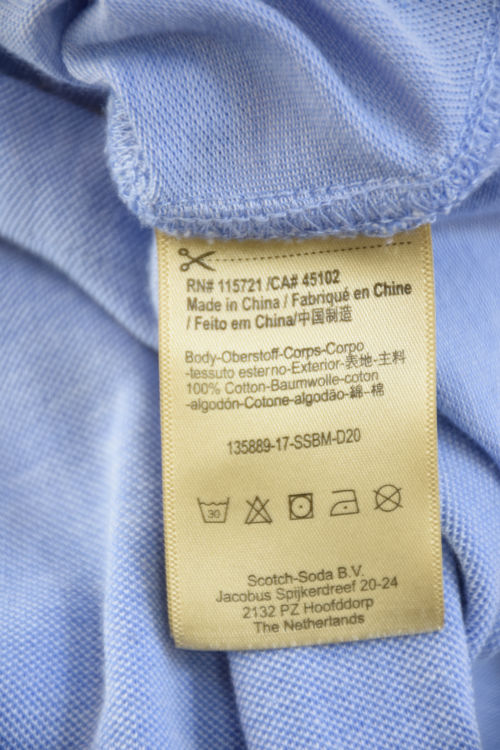 RN# 115721 /CA# 45102
Made in China / Fabriqué en Chine
/ Feito em China/中国制造
Body-Oberstoff-Corps-Corpo
-tessuto esterno-Exterior-表地-主料
100% Cotton-Baumwolle-coton
-algodón-Cotone-algodão-綿-棉
135889-17-SSBM-D20
30
Scotch-Soda B.V.
Jacobus Spijkerdreef 20-24
2132 PZ Hoofddorp
The Netherlands